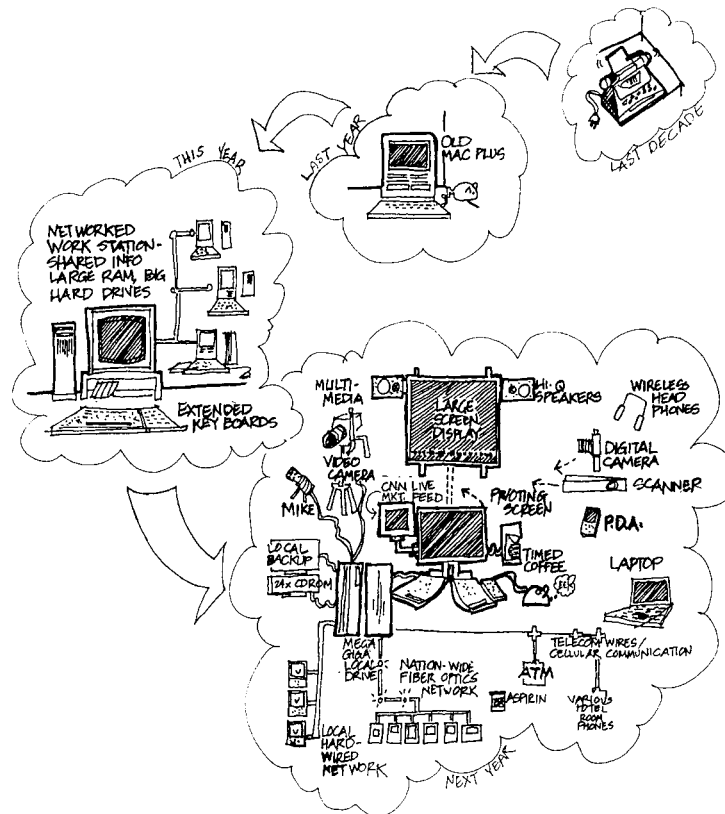 LAST DECADE
LAST YEAR
OLD
MAC PLUS
THIS YEAR
NETWORKED
WORK STATION-
SHARED INFO
LARGE RAM, BIG
HARD DRIVES
EXTENDED
KEY BOARDS
MULTI-
MEDIA
VIDEO
CAMERA
MIKE
LARGE
SCREEN
DISPLAY
HI-Q
SPEAKERS
WIRELESS
HEAD
PHONES
DIGITAL
CAMERA
SCANNER
CNN LIVE
MKT. FEED
PIVOTING
SCREEN
P.D.A.
LOCAL
BACKUP
24x CDROM
TIMED
COFFEE
LAPTOP
MEGA
GIGA
LOCAL
DRIVE
NATION-WIDE
FIBER OPTICS
NETWORK
TELECOM WIRES/
CELLULAR COMMUNICATION
ATM
ASPIRIN
VARIOUS
HOTEL
ROOM
PHONES
LOCAL
HARD-
WIRED
NETWORK
NEXT YEAR